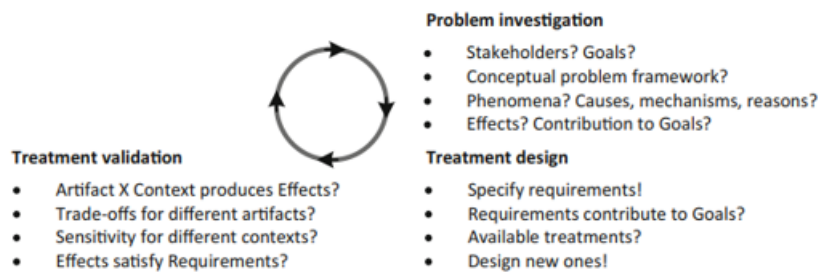 Problem investigation
• Stakeholders? Goals?
• Conceptual problem framework?
• Phenomena? Causes, mechanisms, reasons?
• Effects? Contribution to Goals?
Treatment validation
• Artifact X Context produces Effects?
• Trade-offs for different artifacts?
• Sensitivity for different contexts?
• Effects satisfy Requirements?
Treatment design
• Specify requirements!
• Requirements contribute to Goals?
• Available treatments?
• Design new ones!